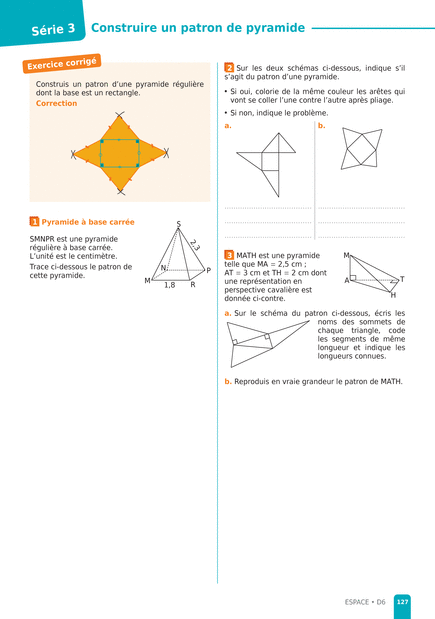 Série 3
Construire un patron de pyramide
Exercice corrigé
Construis un patron d'une pyramide régulière
dont la base est un rectangle.
Correction
1 Pyramide à base carrée
SMNPR est une pyramide
régulière à base carrée.
L'unité est le centimètre.
Trace ci-dessous le patron de
cette pyramide.
S
2,3
N
P
M
1,8
R
2 Sur les deux schémas ci-dessous, indique s'il
s'agit du patron d'une pyramide.
• Si oui, colorie de la même couleur les arêtes qui
vont se coller l'une contre l'autre après pliage.
• Si non, indique le problème.
a.
b.
3 MATH est une pyramide
telle que MA = 2,5 cm ;
AT = 3 cm et TH = 2 cm dont
une représentation en
perspective cavalière est
donnée ci-contre.
M
A
T
H
a. Sur le schéma du patron ci-dessous, écris les
noms des sommets de
chaque triangle, code
les segments de même
longueur et indique les
longueurs connues.
b. Reproduis en vraie grandeur le patron de MATH.
ESPACE • D6
127